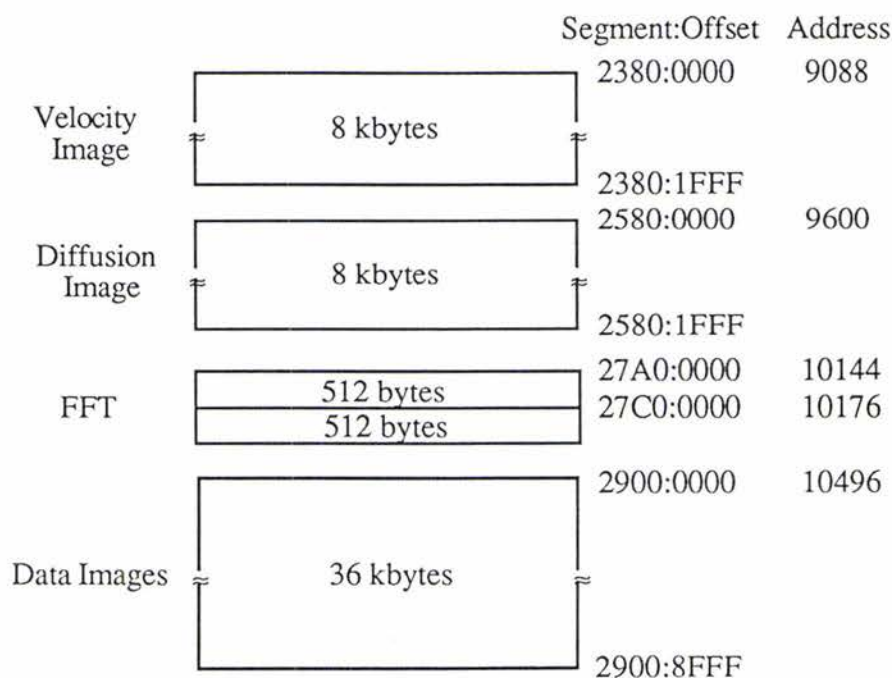 Segment:Offset Address
2380:0000 9088
Velocity
Image
8 kbytes
2380:1FFF
2580:0000 9600
Diffusion
Image
8 kbytes
2580:1FFF
27A0:0000 10144
512 bytes
FFT
27C0:0000 10176
512 bytes
2900:0000 10496
Data Images
36 kbytes
2900:8FFF